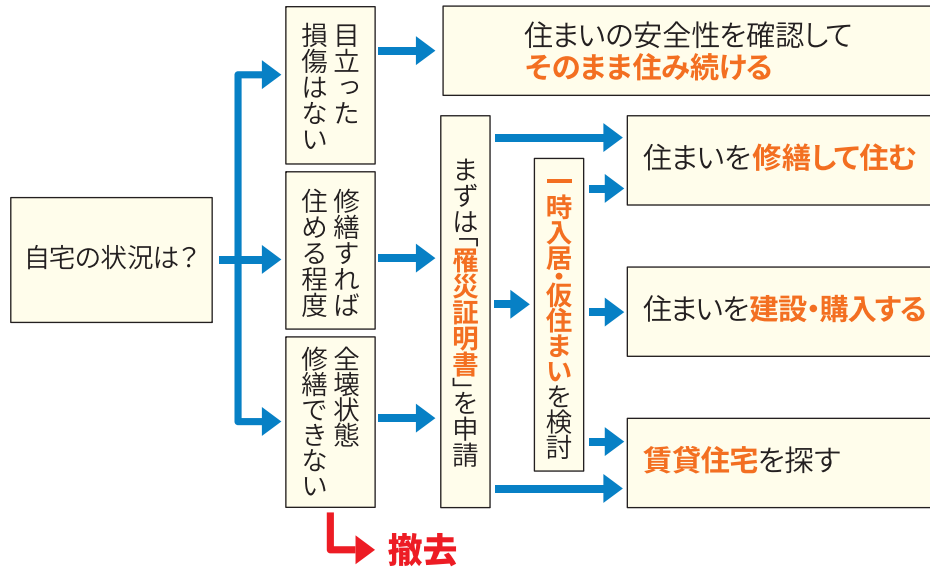 自宅の状況は？
目立った
損傷はない
修繕すれば
住める程度
全壊状態
修繕できない
撤去
まずは「罹災証明書」を申請
一時入居・仮住まいを検討
住まいの安全性を確認して
そのまま住み続ける
住まいを修繕して住む
住まいを建設・購入する
賃貸住宅を探す